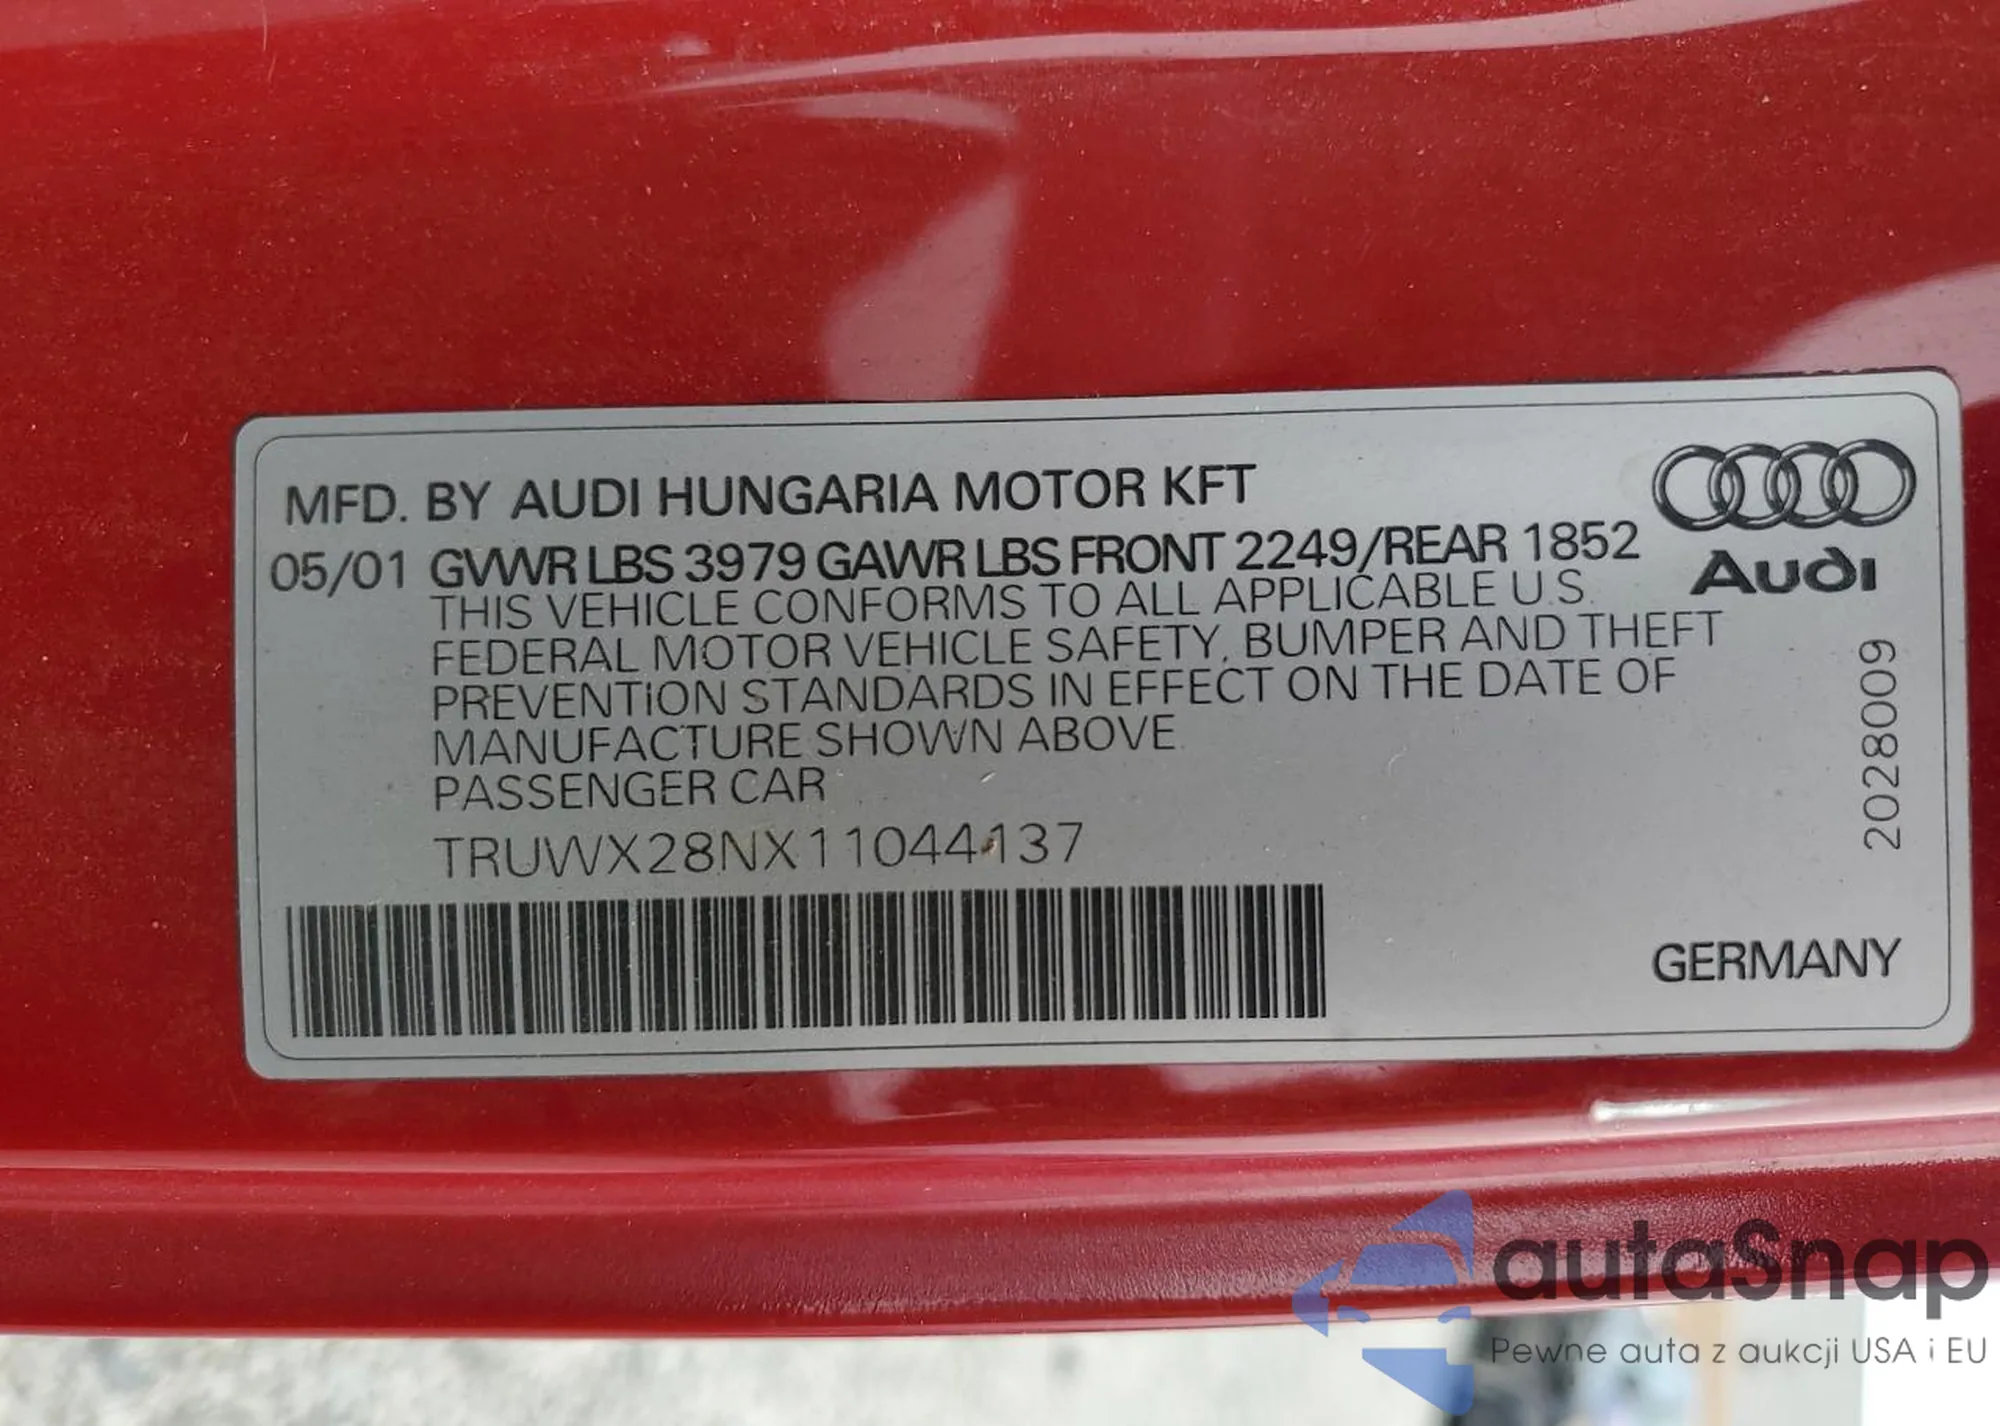 MFD. BY AUDI HUNGARIA MOTOR KFT
05/01 GVWR LBS 3979 GAWR LBS FRONT 2249/REAR 1852
THIS VEHICLE CONFORMS TO ALL APPLICABLE U.S.
FEDERAL MOTOR VEHICLE SAFETY, BUMPER AND THEFT
PREVENTION STANDARDS IN EFFECT ON THE DATE OF
MANUFACTURE SHOWN ABOVE
PASSENGER CAR
TRUWX28NX11044137
Audi
2028009
GERMANY
autaSnap
Pewne auta z aukcji USA i EU